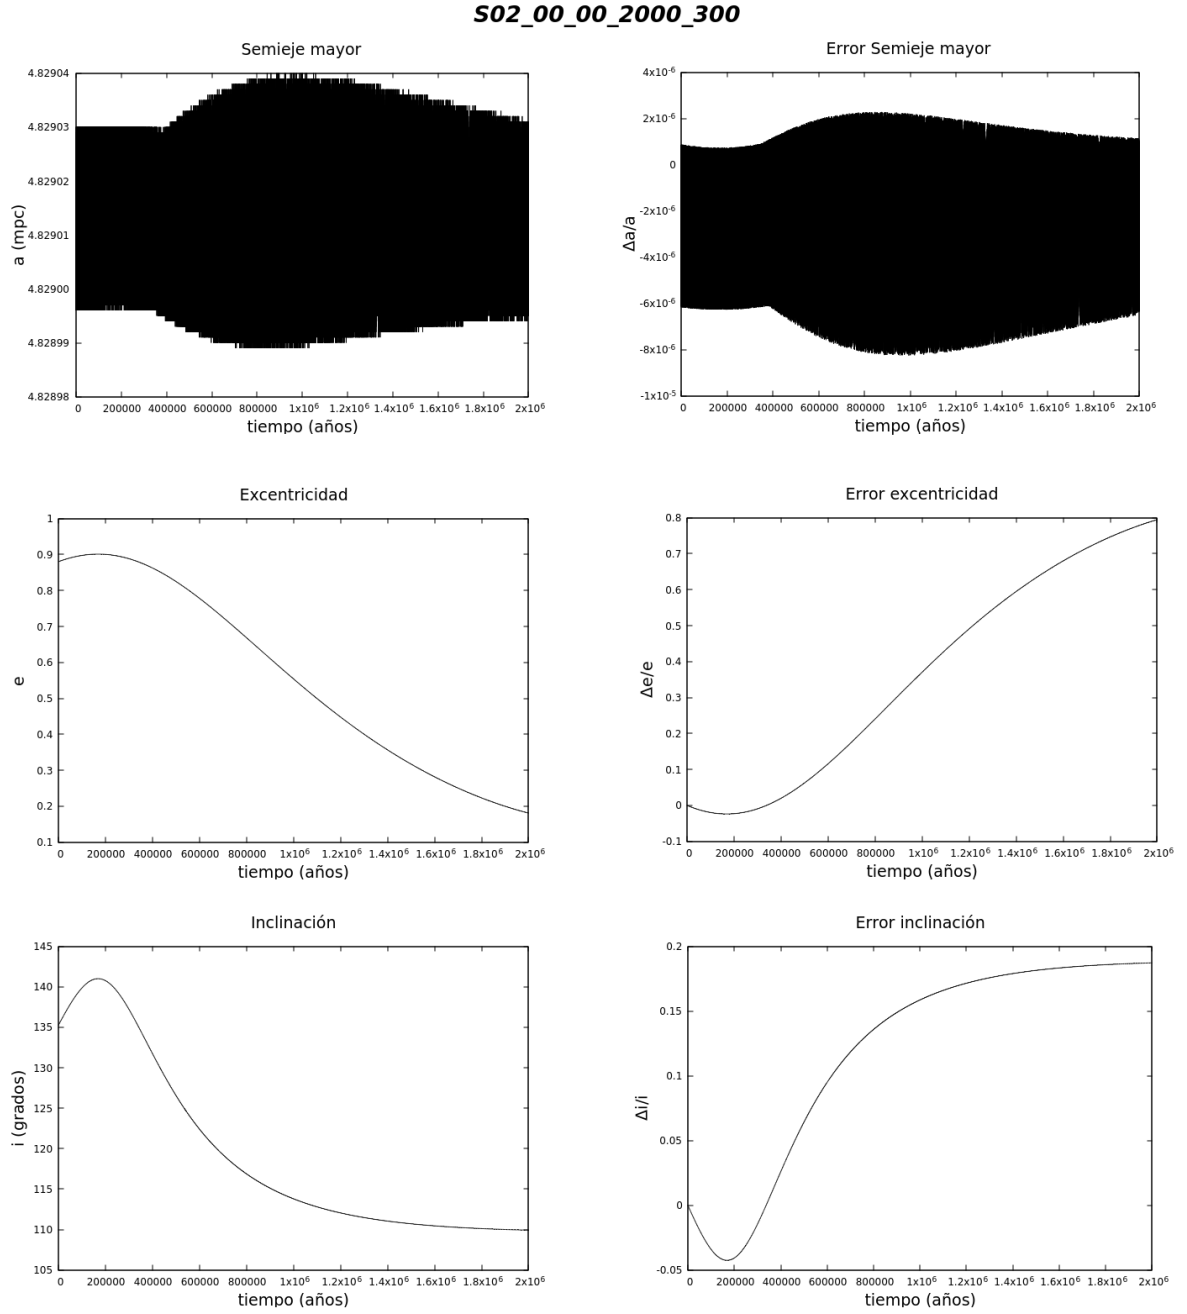 S02_00_00_2000_300
Semieje mayor
4.82904
4.82903
4.82902
4.82901
4.82900
4.82899
4.82898
a (mpc)
0 200000 400000 600000 800000 1x10⁶ 1.2x10⁶ 1.4x10⁶ 1.6x10⁶ 1.8x10⁶ 2x10⁶
tiempo (años)
Error Semieje mayor
4x10⁻⁶
2x10⁻⁶
0
-2x10⁻⁶
-4x10⁻⁶
-6x10⁻⁶
-8x10⁻⁶
-1x10⁻⁵
Δa/a
0 200000 400000 600000 800000 1x10⁶ 1.2x10⁶ 1.4x10⁶ 1.6x10⁶ 1.8x10⁶ 2x10⁶
tiempo (años)
Excentricidad
1
0.9
0.8
0.7
0.6
0.5
0.4
0.3
0.2
0.1
e
0 200000 400000 600000 800000 1x10⁶ 1.2x10⁶ 1.4x10⁶ 1.6x10⁶ 1.8x10⁶ 2x10⁶
tiempo (años)
Error excentricidad
0.8
0.7
0.6
0.5
0.4
0.3
0.2
0.1
0
-0.1
Δe/e
0 200000 400000 600000 800000 1x10⁶ 1.2x10⁶ 1.4x10⁶ 1.6x10⁶ 1.8x10⁶ 2x10⁶
tiempo (años)
Inclinación
145
140
135
130
125
120
115
110
105
i (grados)
0 200000 400000 600000 800000 1x10⁶ 1.2x10⁶ 1.4x10⁶ 1.6x10⁶ 1.8x10⁶ 2x10⁶
tiempo (años)
Error inclinación
0.2
0.15
0.1
0.05
0
-0.05
Δi/i
0 200000 400000 600000 800000 1x10⁶ 1.2x10⁶ 1.4x10⁶ 1.6x10⁶ 1.8x10⁶ 2x10⁶
tiempo (años)